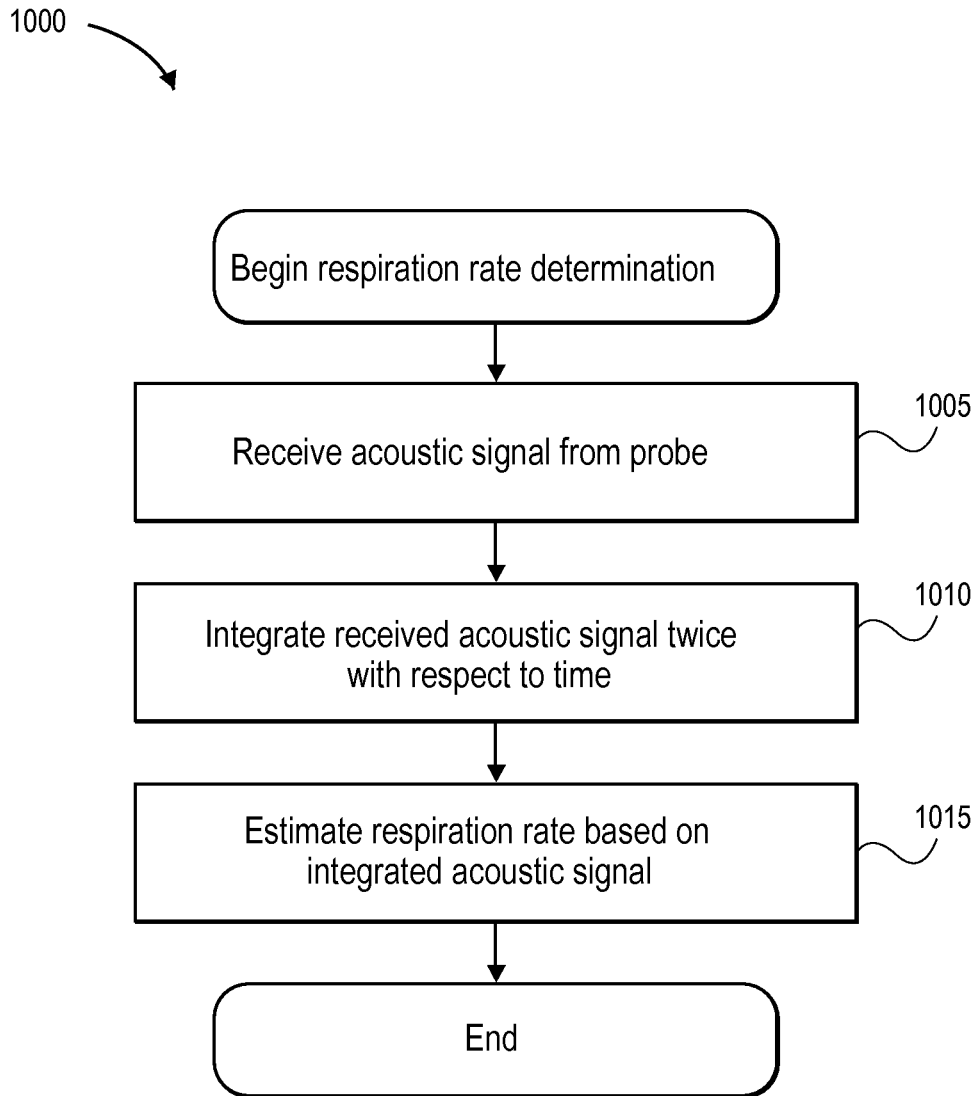 1000
Begin respiration rate determination
1005
Receive acoustic signal from probe
1010
Integrate received acoustic signal twice
with respect to time
1015
Estimate respiration rate based on
integrated acoustic signal
End